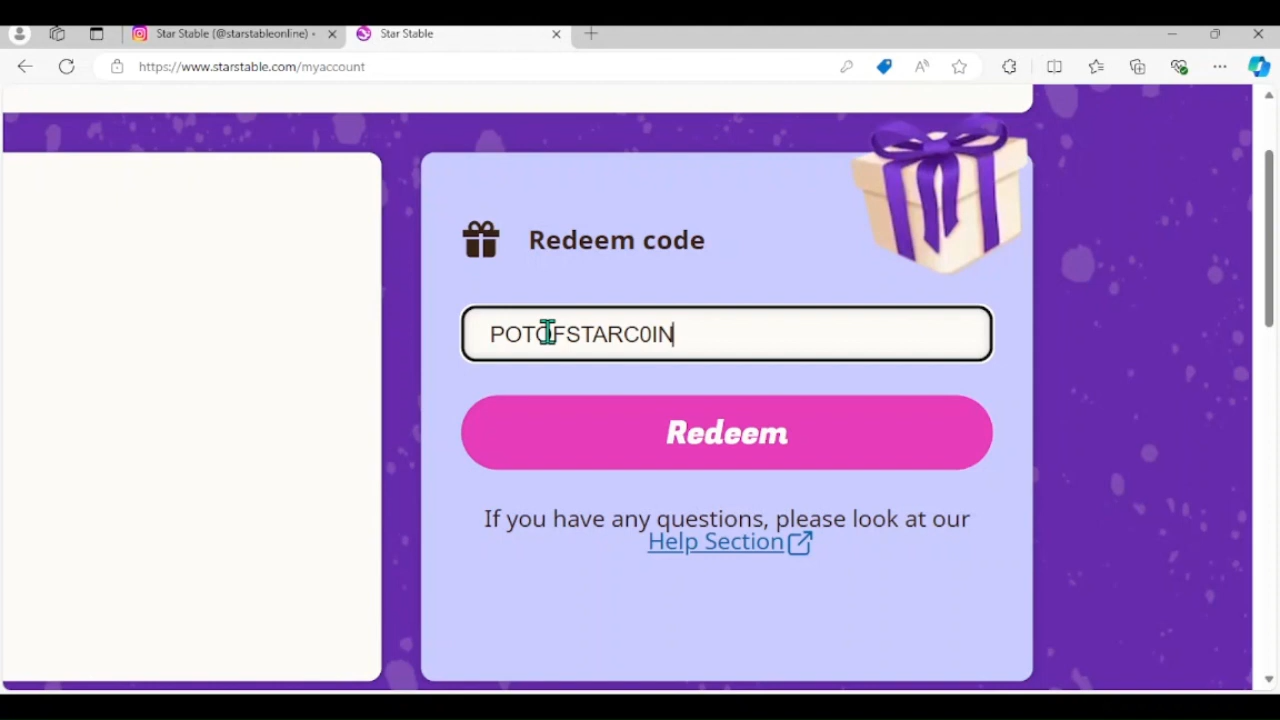 Star Stable (@starstableonline) •
Star Stable
https://www.starstable.com/myaccount
Redeem code
POTOFSTARC0IN
Redeem
If you have any questions, please look at our
Help Section